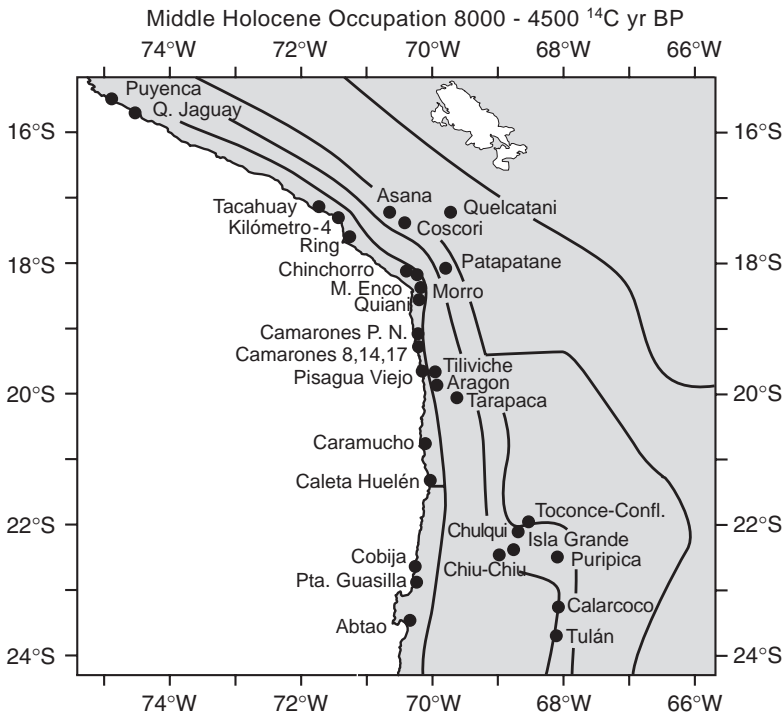 Middle Holocene Occupation 8000 - 4500 ¹⁴C yr BP
74°W 72°W 70°W 68°W 66°W
Puyenca
Q. Jaguay
16°S 16°S
Asana
Quelcatani
Tacahuay
Coscori
Kilómetro-4
Ring
Patapatane
18°S 18°S
Chinchorro
M. Enco
Morro
Quiani
Camarones P. N.
Camarones 8,14,17
Tiliviche
Pisagua Viejo
Aragon
20°S 20°S
Tarapaca
Caramucho
Caleta Huelén
Toconce-Confl.
22°S 22°S
Chulqui
Isla Grande
Cobija
Puripica
Chiu-Chiu
Pta. Guasilla
Calarcoco
Abtao
Tulán
24°S 24°S
74°W 72°W 70°W 68°W 66°W